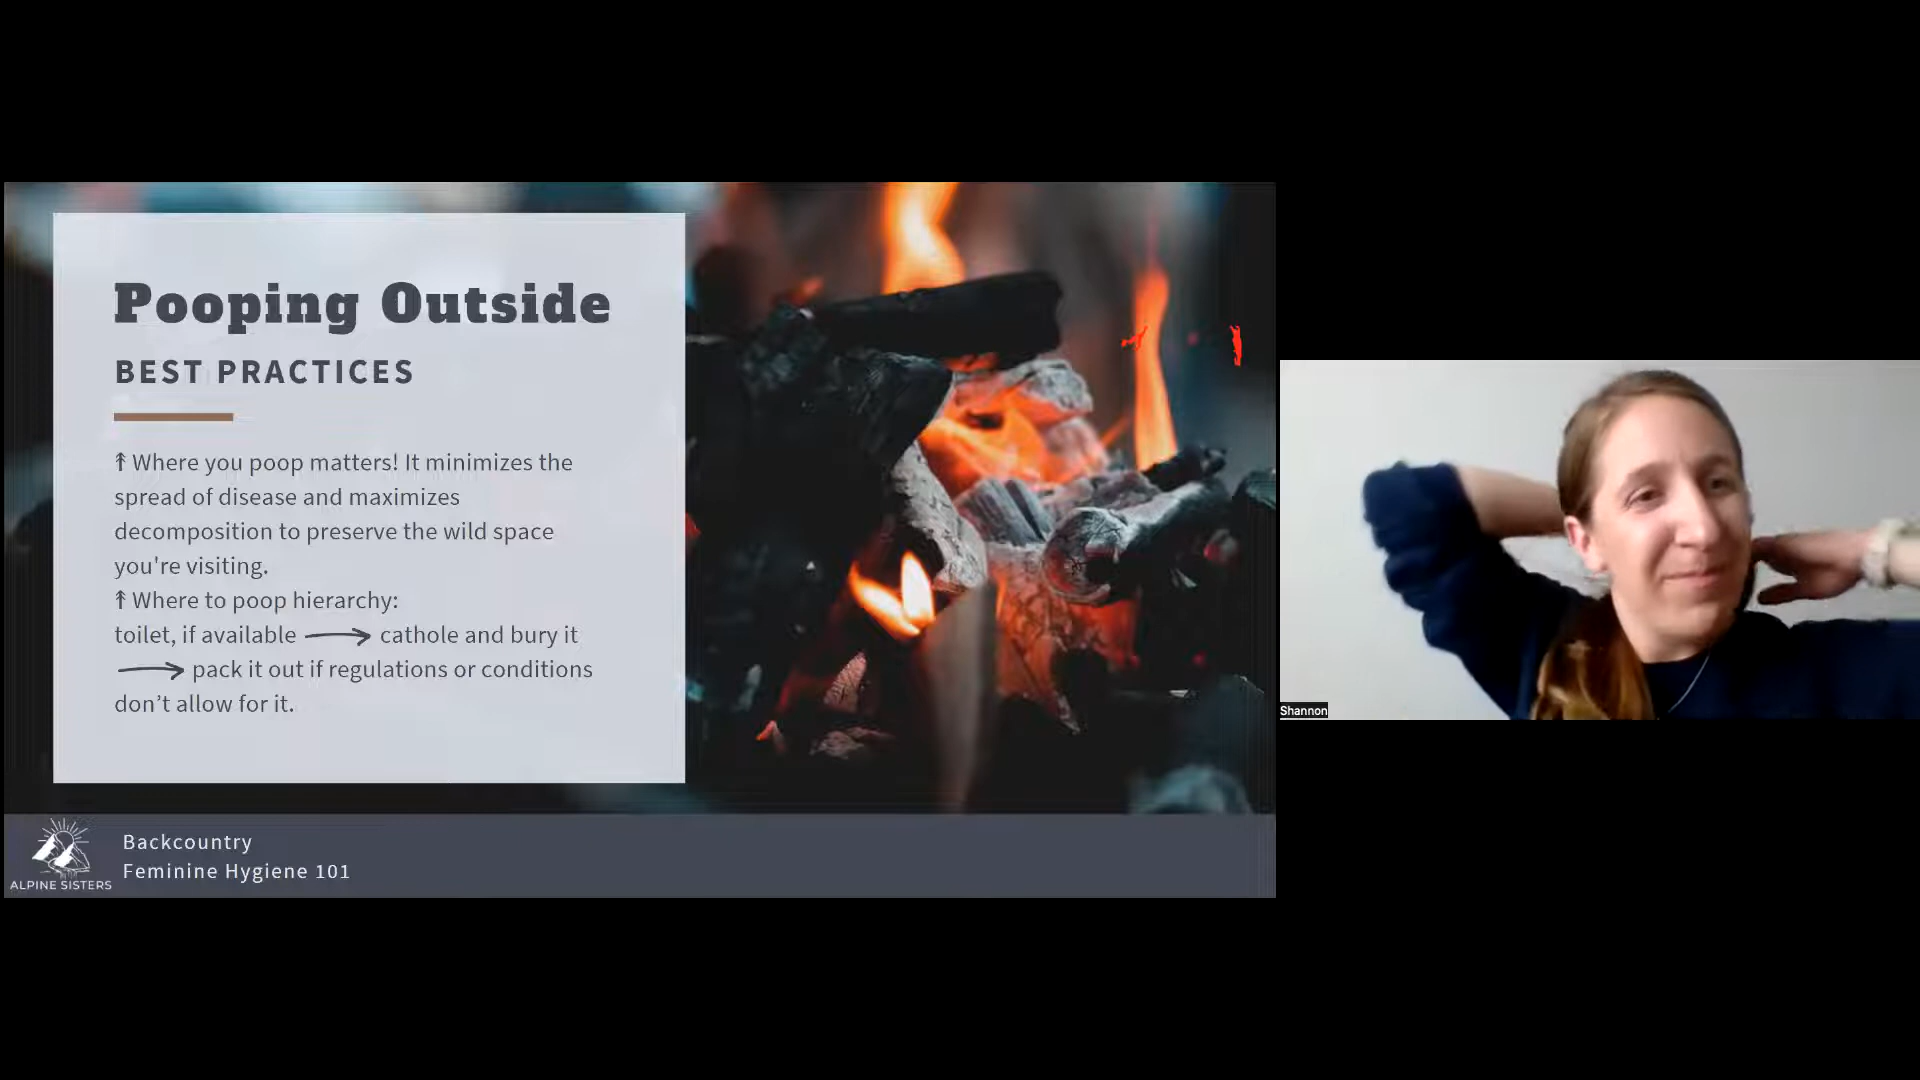 Pooping Outside
BEST PRACTICES
↟ Where you poop matters! It minimizes the
spread of disease and maximizes
decomposition to preserve the wild space
you're visiting.
↟ Where to poop hierarchy:
toilet, if available ⟶ cathole and bury it
⟶ pack it out if regulations or conditions
don’t allow for it.
Shannon
Backcountry
Feminine Hygiene 101
ALPINE SISTERS